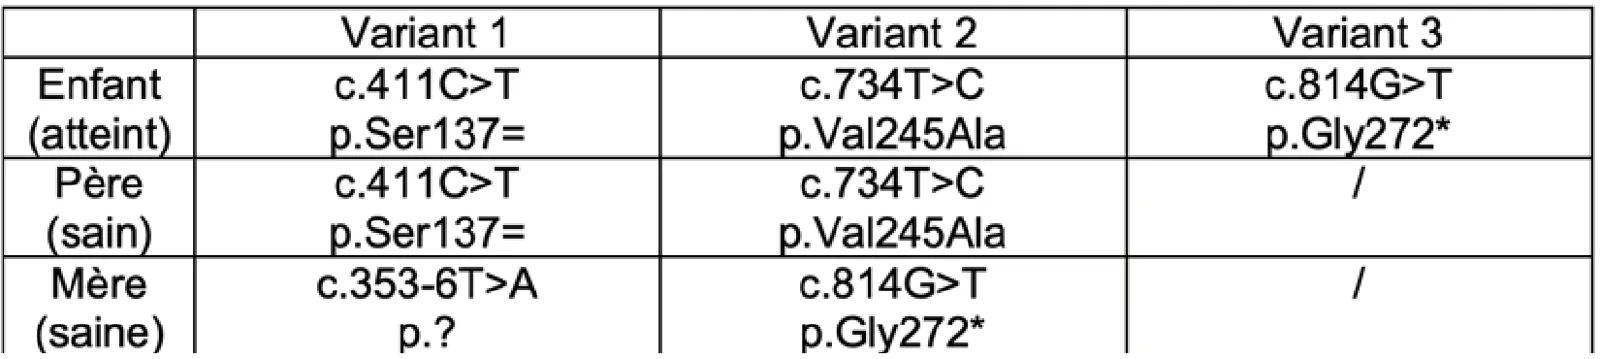 Variant 1 Variant 2 Variant 3
Enfant (atteint) c.411C>T p.Ser137= c.734T>C p.Val245Ala c.814G>T p.Gly272*
Père (sain) c.411C>T p.Ser137= c.734T>C p.Val245Ala /
Mère (saine) c.353-6T>A p.? c.814G>T p.Gly272* /